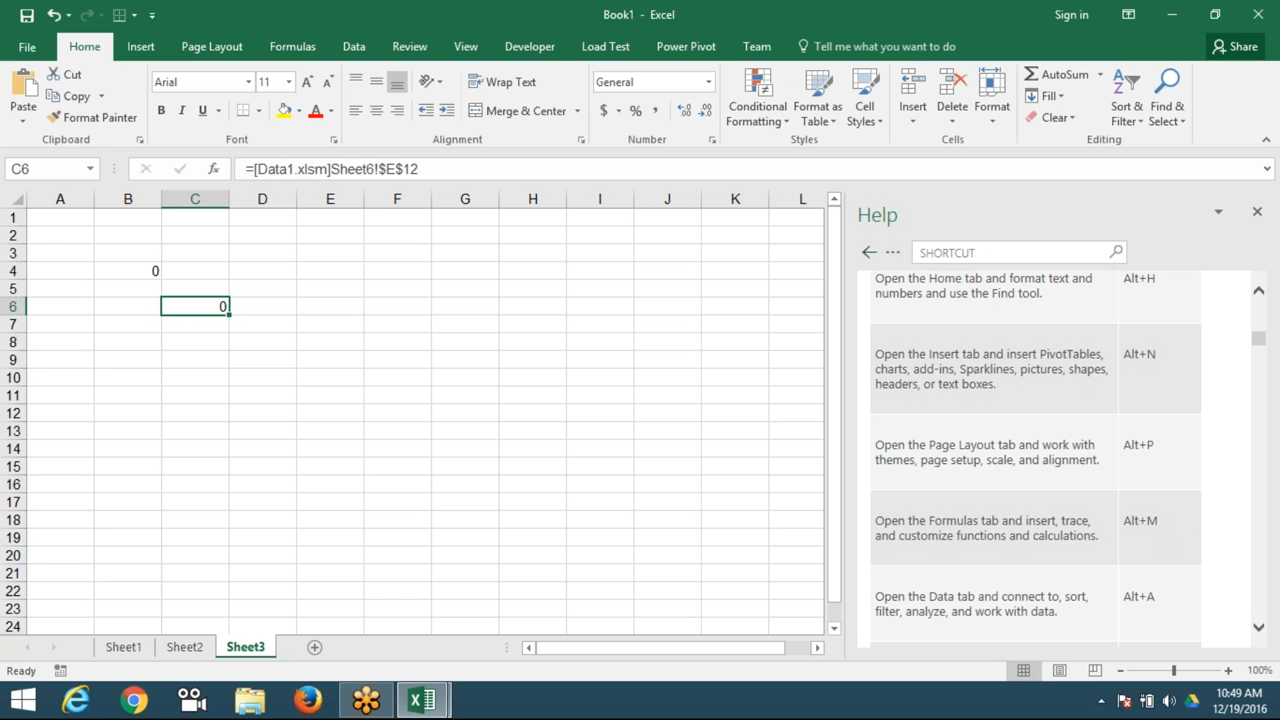 Book1 - Excel
Sign in
File
Home
Insert
Page Layout
Formulas
Data
Review
View
Developer
Load Test
Power Pivot
Team
Tell me what you want to do
Share
Paste
Cut
Copy
Format Painter
Clipboard
Arial
11
B I U
Font
Wrap Text
Merge & Center
Alignment
General
$ % ,
Number
Conditional
Formatting
Format as
Table
Cell
Styles
Styles
Insert
Delete
Format
Cells
AutoSum
Fill
Clear
Sort &
Filter
Find &
Select
Editing
C6
fx
=[Data1.xlsm]Sheet6!$E$12
A B C D E F G H I J K L
1
2
3
4 0
5
6 0
7
8
9
10
11
12
13
14
15
16
17
18
19
20
21
22
23
24
Sheet1
Sheet2
Sheet3
Ready
100%
Help
SHORTCUT
Open the Home tab and format text and
numbers and use the Find tool.
Alt+H
Open the Insert tab and insert PivotTables,
charts, add-ins, Sparklines, pictures, shapes,
headers, or text boxes.
Alt+N
Open the Page Layout tab and work with
themes, page setup, scale, and alignment.
Alt+P
Open the Formulas tab and insert, trace,
and customize functions and calculations.
Alt+M
Open the Data tab and connect to, sort,
filter, analyze, and work with data.
Alt+A
10:49 AM
12/19/2016